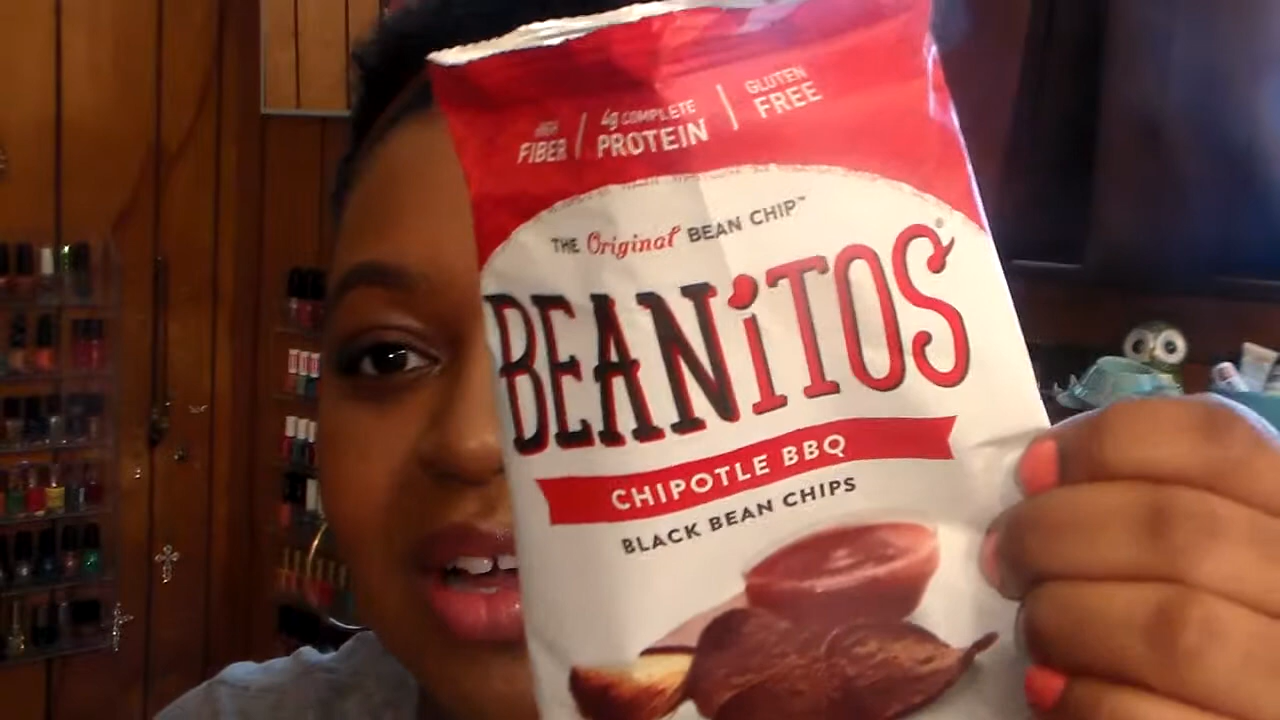 HIGH FIBER
4g COMPLETE PROTEIN
GLUTEN FREE
THE Original BEAN CHIP™
BEANiTOS®
CHIPOTLE BBQ
BLACK BEAN CHIPS